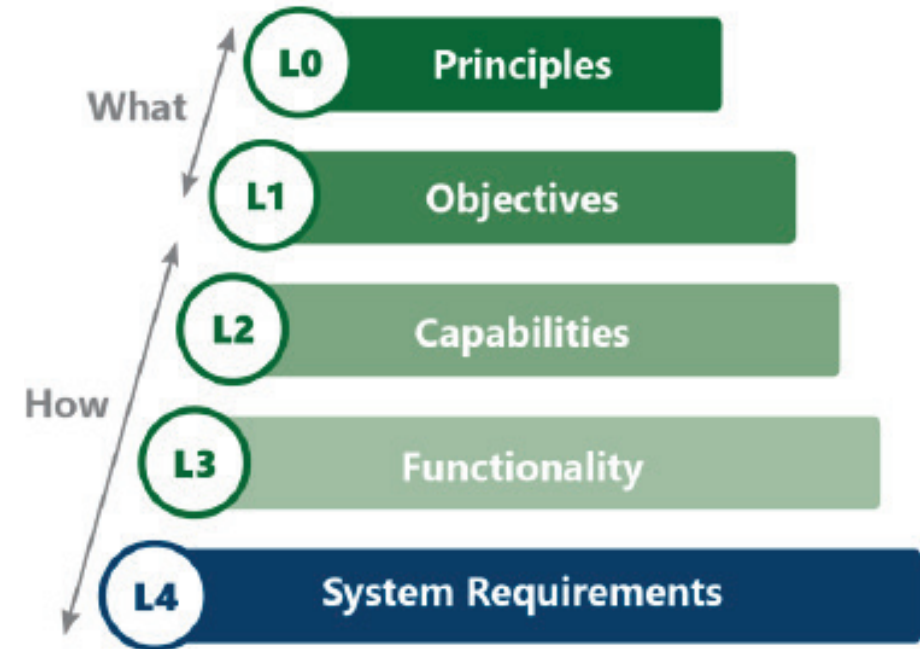 L0 Principles
What
L1 Objectives
L2 Capabilities
How
L3 Functionality
L4 System Requirements